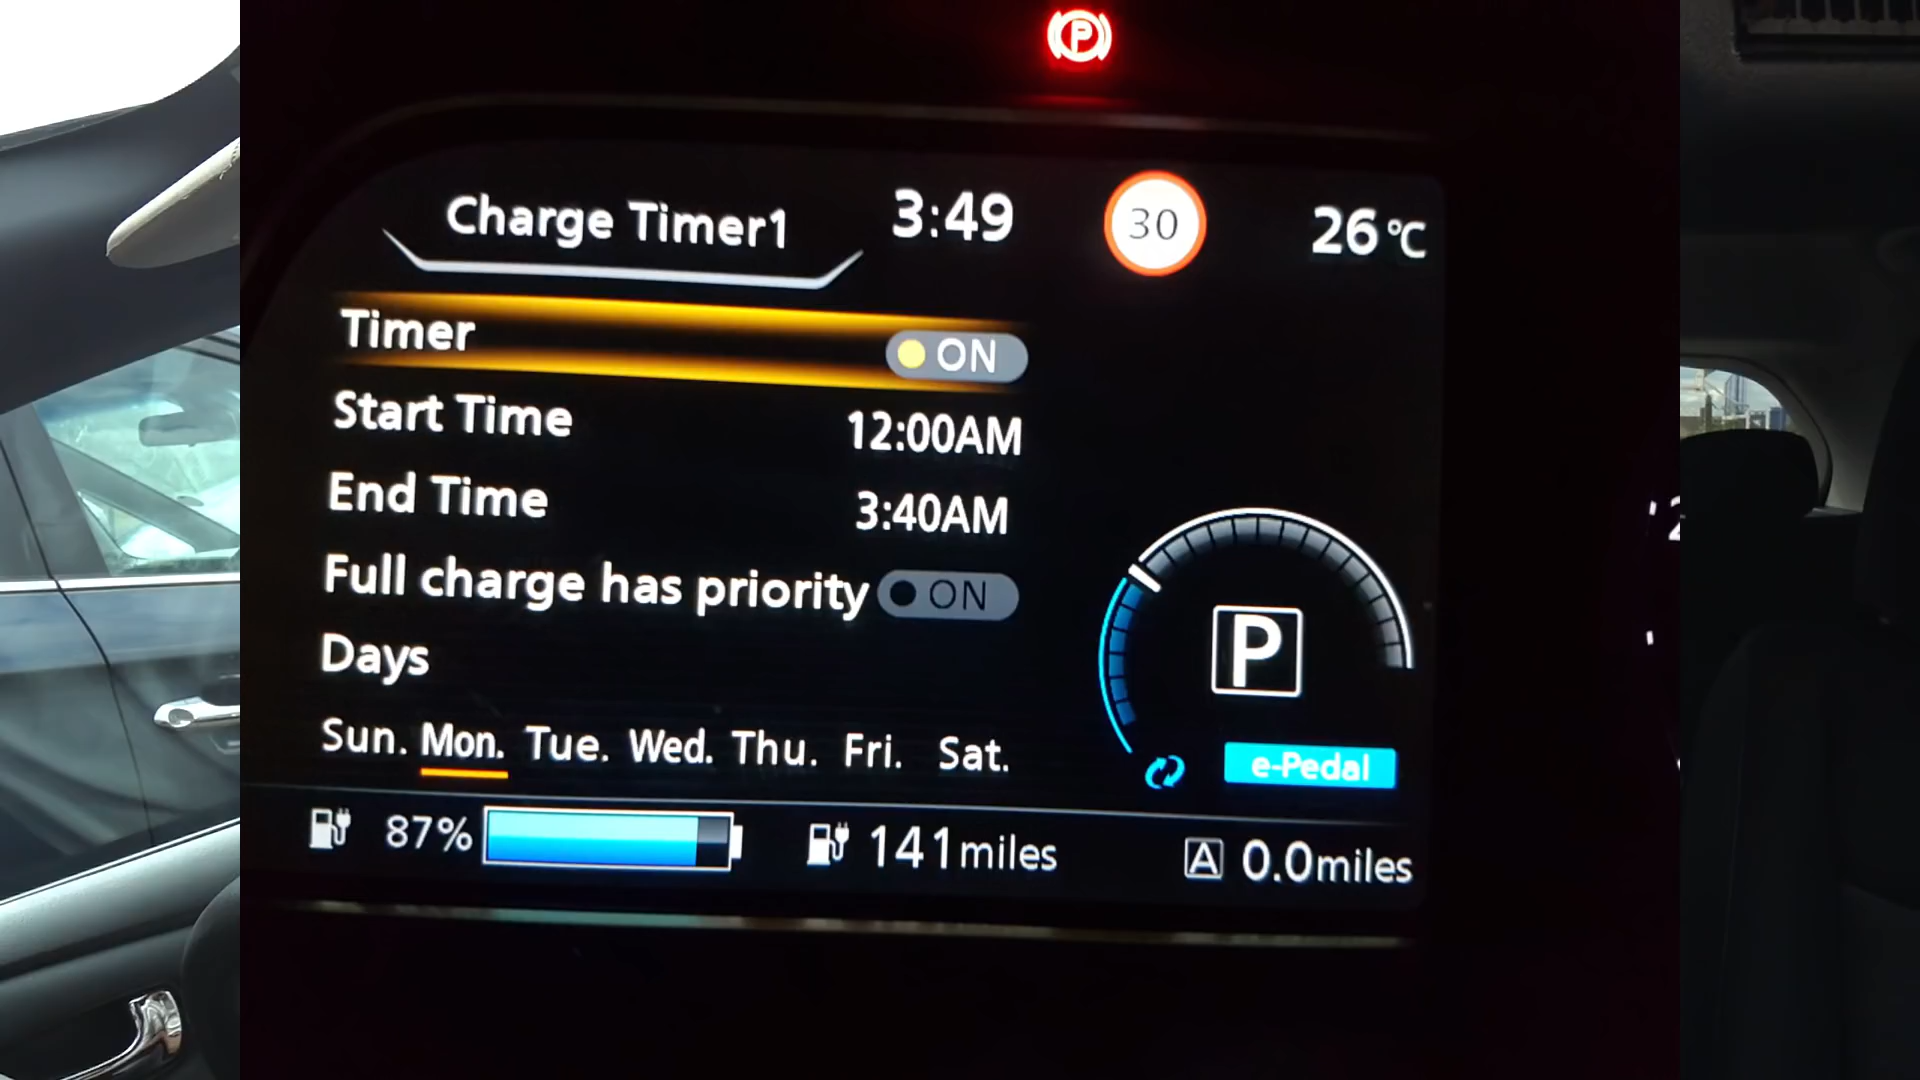 P
Charge Timer1 3:49 30 26°C
Timer ON
Start Time 12:00AM
End Time 3:40AM
Full charge has priority ON
Days
P
Sun. Mon. Tue. Wed. Thu. Fri. Sat.
e-Pedal
87% 141miles A 0.0miles